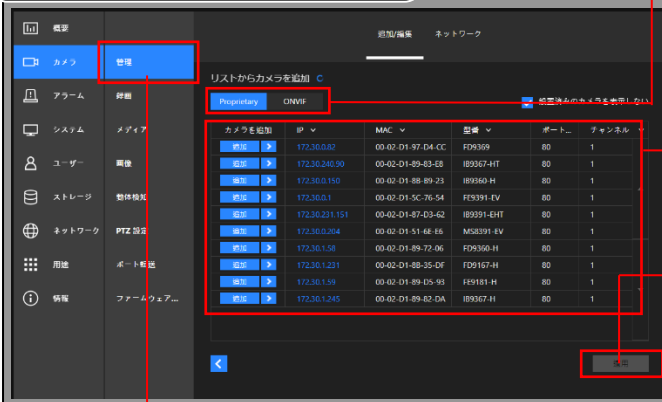 概要
追加/編集 ネットワーク
カメラ 管理
リストからカメラを追加
アラーム 録画
Proprietary ONVIF
設置済みのカメラを表示しない
システム メディア
カメラを追加 IP MAC 型番 ポート... チャンネル
追加 172.30.0.82 00-02-D1-97-D4-CC FD9369 80 1
ユーザー 画像
追加 172.30.240.90 00-02-D1-89-83-E8 IB9367-HT 80 1
追加 172.30.0.150 00-02-D1-8B-B9-23 IB9360-H 80 1
ストレージ 動体検知
追加 172.30.0.1 00-02-D1-5C-76-54 FE9391-EV 80 1
追加 172.30.231.151 00-02-D1-87-D3-62 IB9391-EHT 80 1
ネットワーク PTZ 設定
追加 172.30.0.204 00-02-D1-51-6E-E6 MS8391-EV 80 1
追加 172.30.1.58 00-02-D1-89-72-06 FD9360-H 80 1
用途 ポート転送
追加 172.30.1.231 00-02-D1-8B-35-DF FD9167-H 80 1
追加 172.30.1.59 00-02-D1-89-D5-93 FE9181-H 80 1
情報 ファームウェア...
追加 172.30.1.245 00-02-D1-89-82-DA IB9367-H 80 1
適用